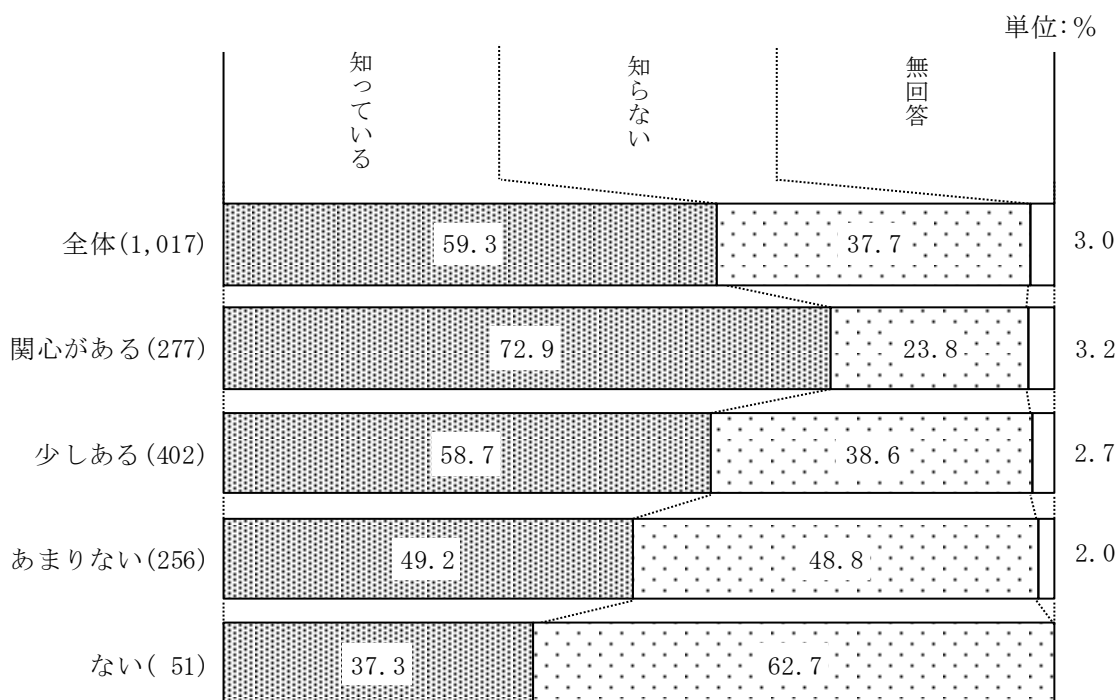 単位:%
知っている
知らない
無回答
全体(1,017) 59.3 37.7 3.0
関心がある(277) 72.9 23.8 3.2
少しある(402) 58.7 38.6 2.7
あまりない(256) 49.2 48.8 2.0
ない( 51) 37.3 62.7